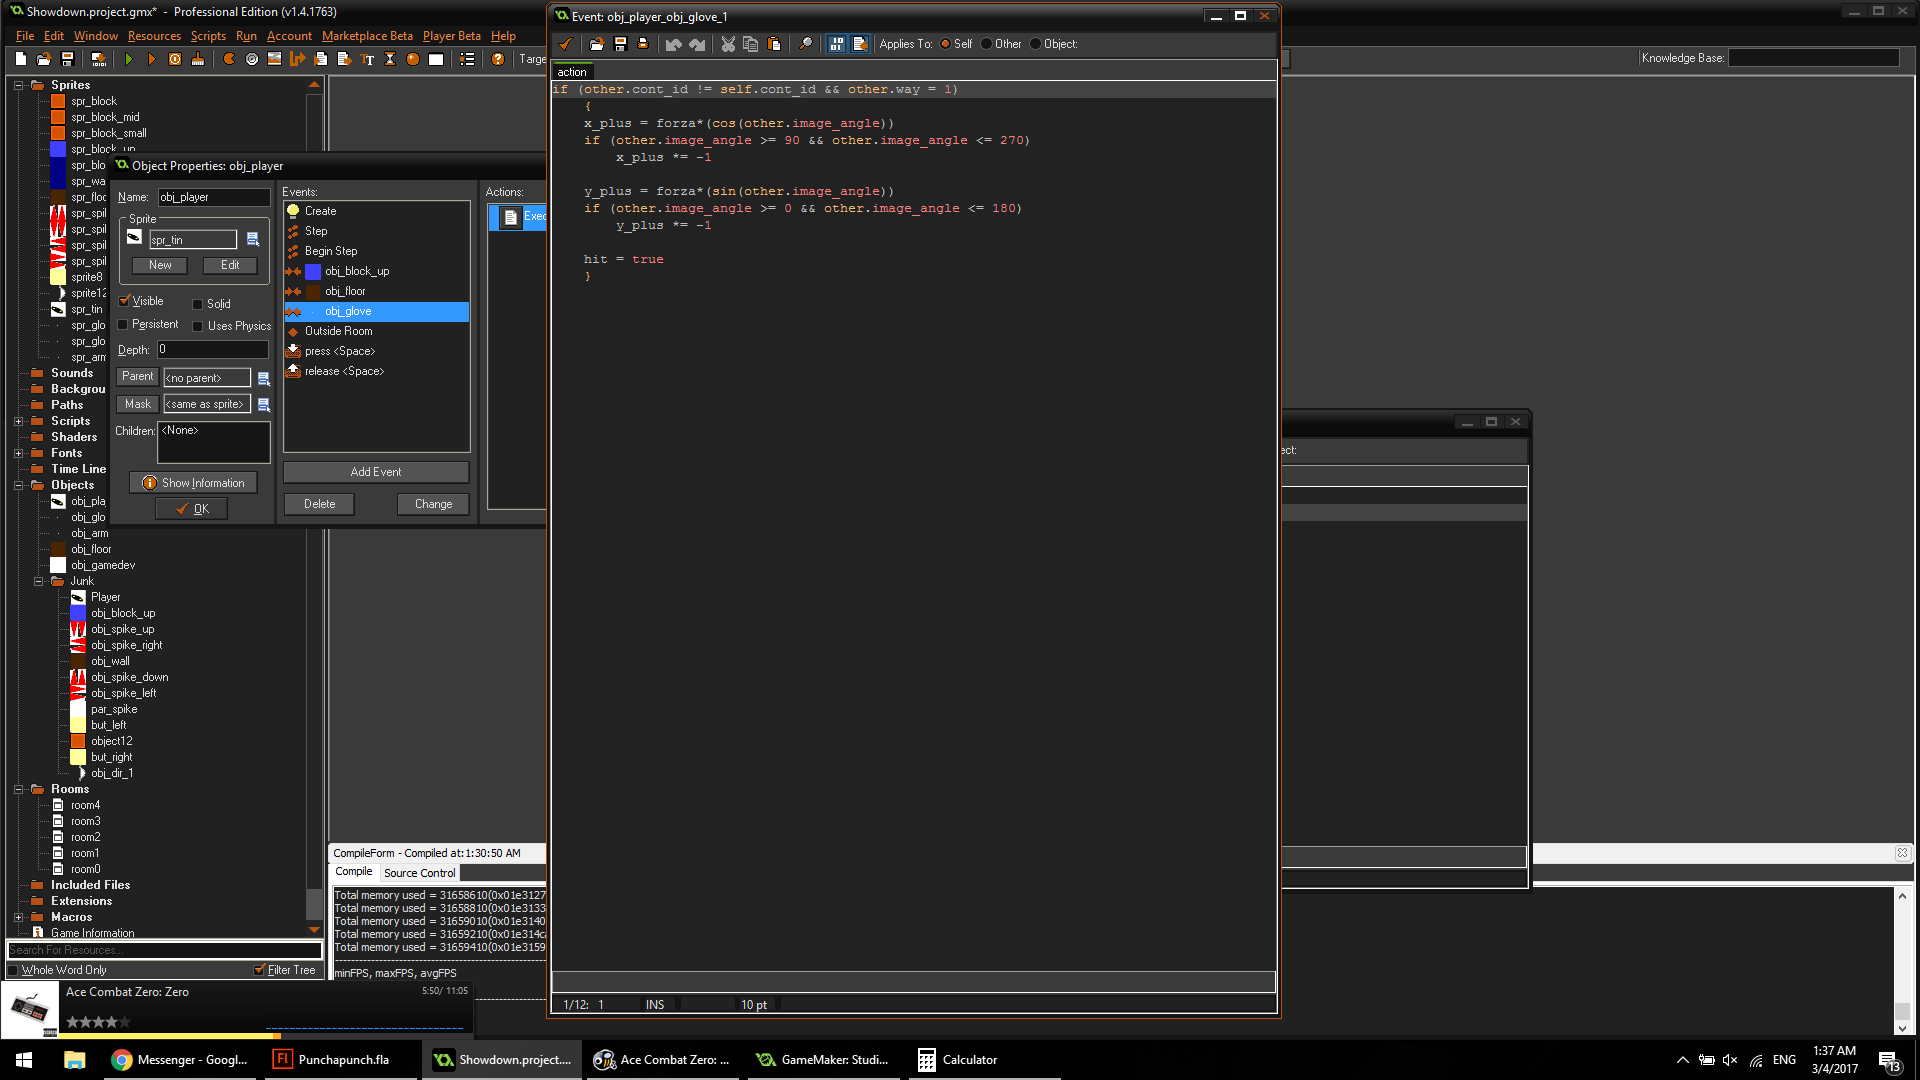 Showdown.project.gmx* - Professional Edition (v1.4.1763)
File Edit Window Resources Scripts Run Account Marketplace Beta Player Beta Help
Knowledge Base:
Sprites
spr_block
spr_block_mid
spr_block_small
spr_block_up
spr_blo
spr_wa
spr_floo
spr_spil
spr_spil
spr_spil
spr_spil
sprite8
sprite12
spr_tin
spr_glo
spr_glo
spr_arm
Sounds
Backgrou
Paths
Scripts
Shaders
Fonts
Time Line
Objects
obj_pla
obj_glo
obj_arm
obj_floor
obj_gamedev
Junk
Player
obj_block_up
obj_spike_up
obj_spike_right
obj_wall
obj_spike_down
obj_spike_left
par_spike
but_left
object12
but_right
obj_dir_1
Rooms
room4
room3
room2
room1
room0
Included Files
Extensions
Macros
Game Information
Search For Resources...
Whole Word Only Filter Tree
Object Properties: obj_player
Name: obj_player
Sprite
spr_tin
New Edit
Visible Solid
Persistent Uses Physics
Depth: 0
Parent <no parent>
Mask <same as sprite>
Children: <None>
Show Information
OK
Events:
Create
Step
Begin Step
obj_block_up
obj_floor
obj_glove
Outside Room
press <Space>
release <Space>
Add Event
Delete Change
Actions:
Exec
Event: obj_player_obj_glove_1
Applies To: Self Other Object:
action
if (other.cont_id != self.cont_id && other.way = 1)
{
x_plus = forza*(cos(other.image_angle))
if (other.image_angle >= 90 && other.image_angle <= 270)
x_plus *= -1
y_plus = forza*(sin(other.image_angle))
if (other.image_angle >= 0 && other.image_angle <= 180)
y_plus *= -1
hit = true
}
1/12: 1 INS 10 pt
ect:
CompileForm - Compiled at:1:30:50 AM
Compile Source Control
Total memory used = 31658610(0x01e3127
Total memory used = 31658810(0x01e3133
Total memory used = 31659010(0x01e3140
Total memory used = 31659210(0x01e314c
Total memory used = 31659410(0x01e3159
minFPS, maxFPS, avgFPS
Ace Combat Zero: Zero 5:50/ 11:05
Messenger - Googl...
Punchapunch.fla
Showdown.project....
Ace Combat Zero: ...
GameMaker: Studi...
Calculator
ENG
1:37 AM
3/4/2017
13